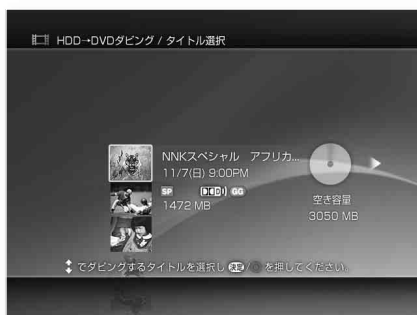 HDD→DVDダビング / タイトル選択
NNKスペシャル アフリカ...
11/7(日) 9:00PM
SP GG
1472 MB
空き容量
3050 MB
でダビングするタイトルを選択し 決定 / を押してください。